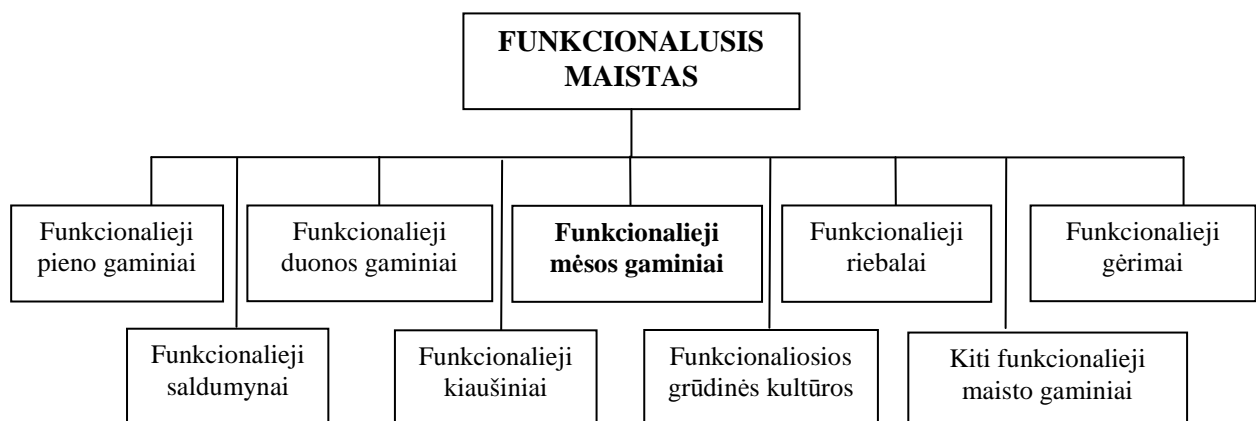 FUNKCIONALUSIS
MAISTAS
Funkcionalieji
pieno gaminiai
Funkcionalieji
duonos gaminiai
Funkcionalieji
mėsos gaminiai
Funkcionalieji
riebalai
Funkcionalieji
gėrimai
Funkcionalieji
saldumynai
Funkcionalieji
kiaušiniai
Funkcionaliosios
grūdinės kultūros
Kiti funkcionalieji
maisto gaminiai